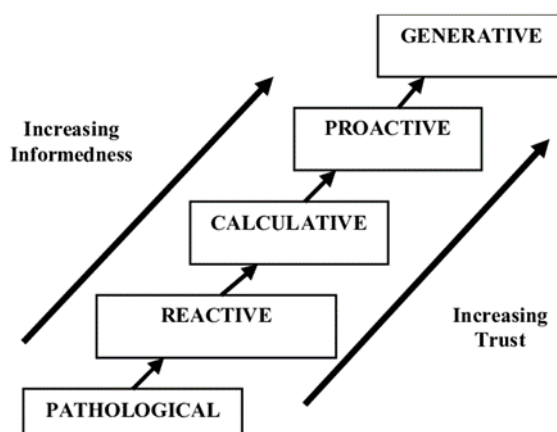 GENERATIVE
Increasing
Informedness
PROACTIVE
CALCULATIVE
REACTIVE
Increasing
Trust
PATHOLOGICAL